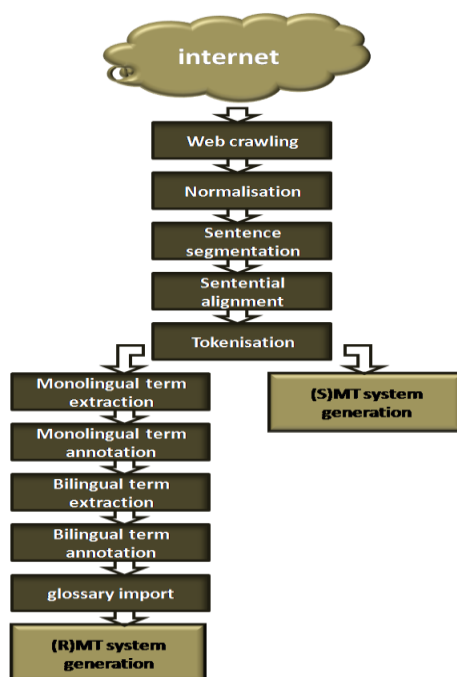 internet
Web crawling
Normalisation
Sentence
segmentation
Sentential
alignment
Tokenisation
Monolingual term
extraction
Monolingual term
annotation
Bilingual term
extraction
Bilingual term
annotation
glossary import
(R)MT system
generation
(S)MT system
generation